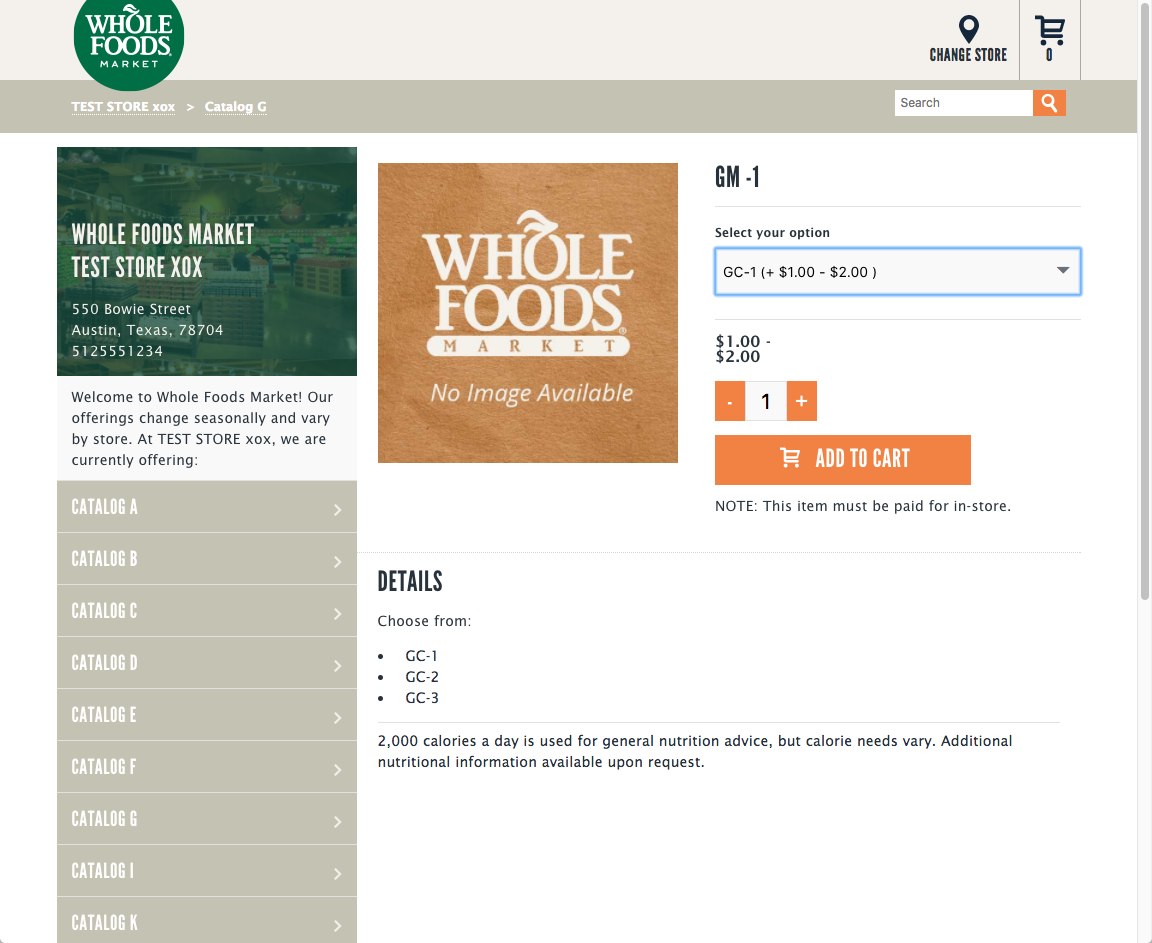 WHOLE
FOODS
MARKET
CHANGE STORE
0
TEST STORE xox > Catalog G
Search
WHOLE FOODS MARKET
TEST STORE XOX
550 Bowie Street
Austin, Texas, 78704
5125551234
Welcome to Whole Foods Market! Our
offerings change seasonally and vary
by store. At TEST STORE xox, we are
currently offering:
CATALOG A
CATALOG B
CATALOG C
CATALOG D
CATALOG E
CATALOG F
CATALOG G
CATALOG I
CATALOG K
WHOLE
FOODS®
MARKET
No Image Available
GM -1
Select your option
GC-1 (+ $1.00 - $2.00 )
$1.00 -
$2.00
- 1 +
ADD TO CART
NOTE: This item must be paid for in-store.
DETAILS
Choose from:
• GC-1
• GC-2
• GC-3
2,000 calories a day is used for general nutrition advice, but calorie needs vary. Additional
nutritional information available upon request.